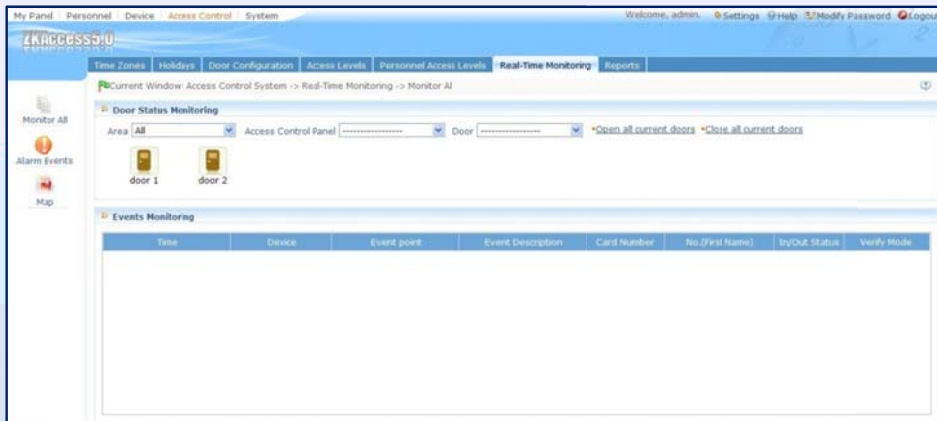 My Panel Personnel Device Access Control System Welcome, admin. Settings Help Modify Password Logout
ZKAccess5.0
Time Zones Holidays Door Configuration Access Levels Personnel Access Levels Real-Time Monitoring Reports
Current Window: Access Control System -> Real-Time Monitoring -> Monitor Al
Monitor All
Alarm Events
Map
Door Status Monitoring
Area All Access Control Panel ---------------- Door ---------------- Open all current doors Close all current doors
door 1 door 2
Events Monitoring
Time Device Event point Event Description Card Number No.(First Name) In/Out Status Verify Mode